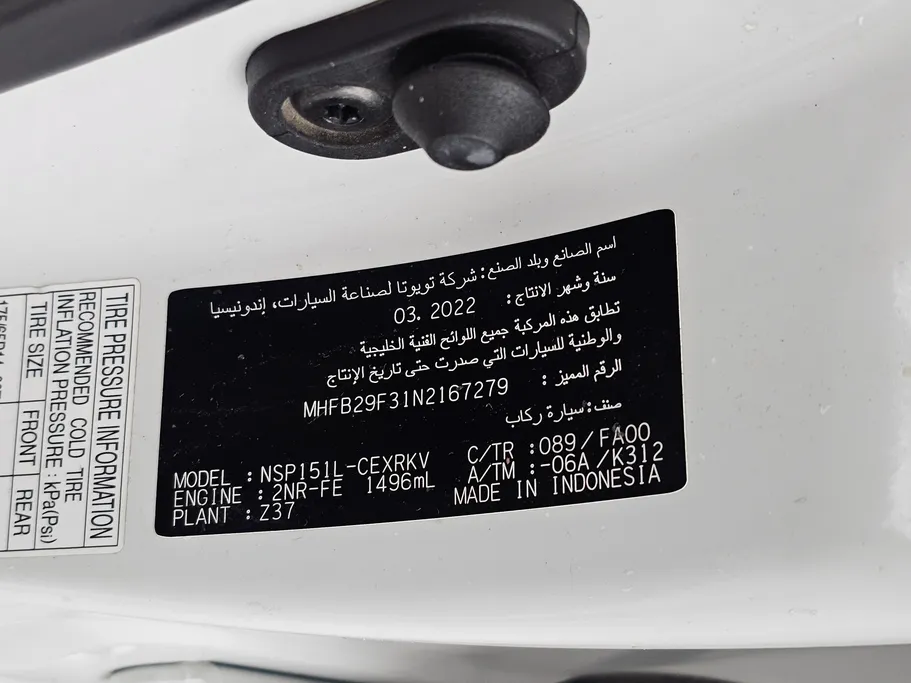 اسم الصانع وبلد الصنع: شركة تويوتا لصناعة السيارات، إندونيسيا
سنة وشهر الانتاج: 03. 2022
تطابق هذه المركبة جميع اللوائح الفنية الخليجية
والوطنية للسيارات التي صدرت حتى تاريخ الإنتاج
الرقم المميز : MHFB29F31N2167279
صنف: سيارة ركاب
MODEL : NSP151L-CEXRKV C/TR : 089/FA00
ENGINE : 2NR-FE 1496mL A/TM : -06A/K312
PLANT : Z37 MADE IN INDONESIA
TIRE PRESSURE INFORMATION
RECOMMENDED COLD TIRE
INFLATION PRESSURE : kPa(Psi)
TIRE SIZE FRONT REAR